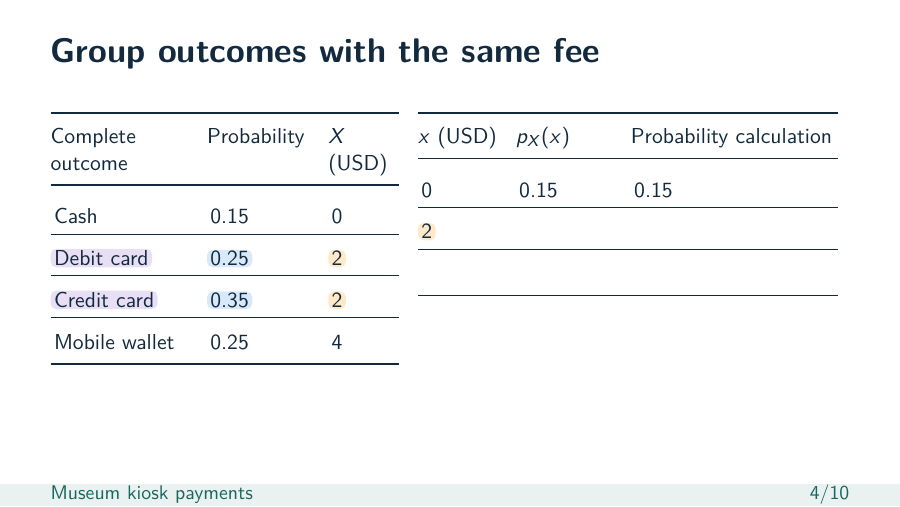 Group outcomes with the same fee
Complete outcome Probability X (USD)
Cash 0.15 0
Debit card 0.25 2
Credit card 0.35 2
Mobile wallet 0.25 4
x (USD) pX(x) Probability calculation
0 0.15 0.15
2
Museum kiosk payments 4/10